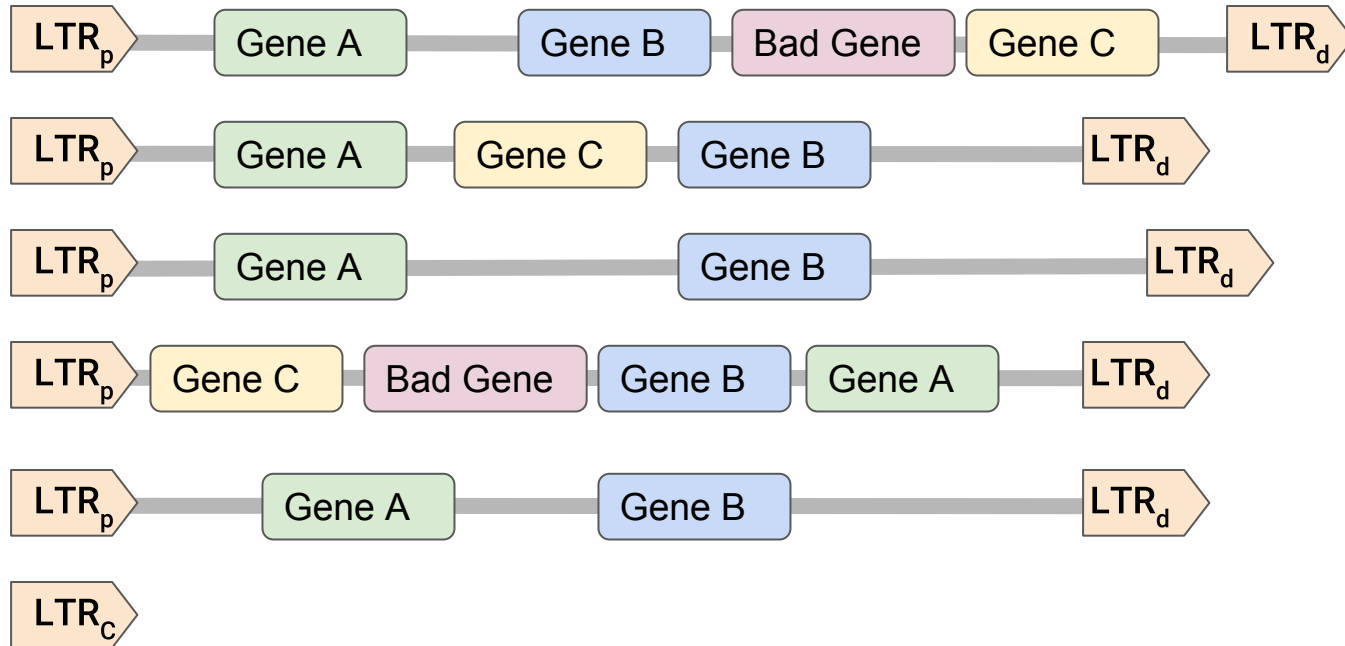 LTRp Gene A Gene B Bad Gene Gene C LTRd
LTRp Gene A Gene C Gene B LTRd
LTRp Gene A Gene B LTRd
LTRp Gene C Bad Gene Gene B Gene A LTRd
LTRp Gene A Gene B LTRd
LTRC